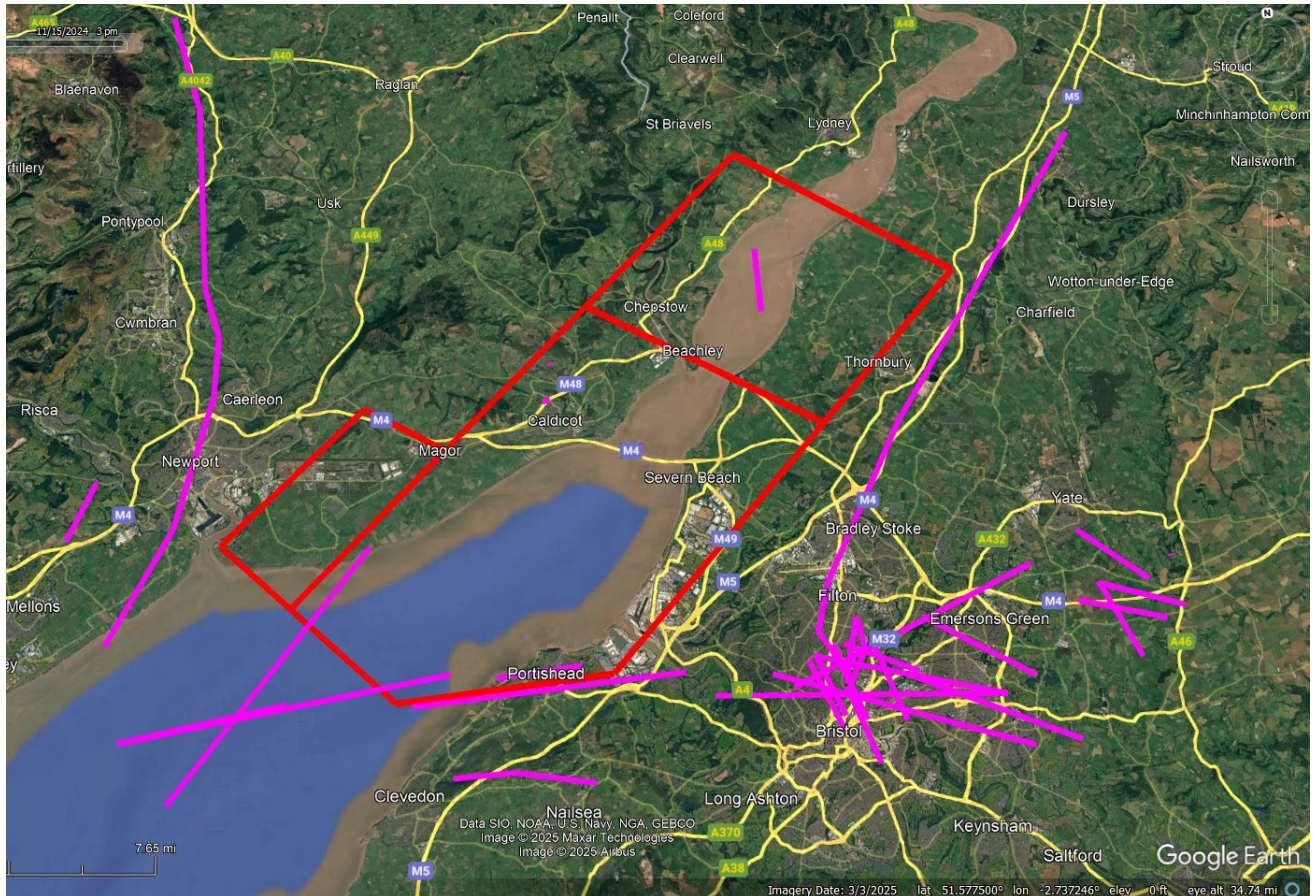 A465
Penallt
Coleford
A48
11/15/2024 3 pm
Clearwell
A40
Stroud
A4042
Raglan
Blaenavon
M5
A419
St Briavels
Lydney
Minchinhampton Com
Nailsworth
rtillery
Usk
Dursley
Pontypool
A449
A48
Wotton-under-Edge
Chepstow
Charfield
Cwmbran
Beachley
Thornbury
M48
Caerleon
Risca
Caldicot
M4
Magor
M4
Newport
Severn Beach
Yate
M4
M4
Bradley Stoke
M49
A432
M5
Filton
M4
Mellons
Emersons Green
M32
A46
ey
Portishead
A4
Bristol
Clevedon
Long Ashton
Nailsea
Data SIO, NOAA, U.S. Navy, NGA, GEBCO
Image © 2025 Maxar Technologies
Image © 2025 Airbus
Keynsham
A370
7.65 mi
Saltford
Google Earth
M5
A38
Imagery Date: 3/3/2025 lat 51.577500° lon -2.737246° elev 0 ft eye alt 34.74 mi
N